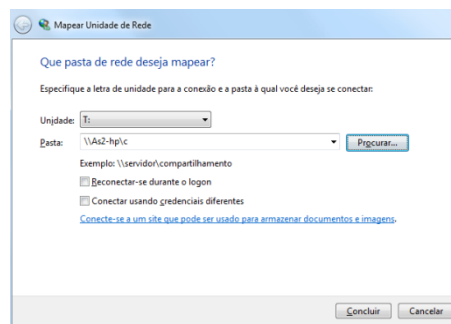 Mapear Unidade de Rede
Que pasta de rede deseja mapear?
Especifique a letra de unidade para a conexão e a pasta à qual você deseja se conectar:
Unidade: T:
Pasta: \\As2-hp\c Procurar...
Exemplo: \\servidor\compartilhamento
Reconectar-se durante o logon
Conectar usando credenciais diferentes
Conecte-se a um site que pode ser usado para armazenar documentos e imagens.
Concluir Cancelar